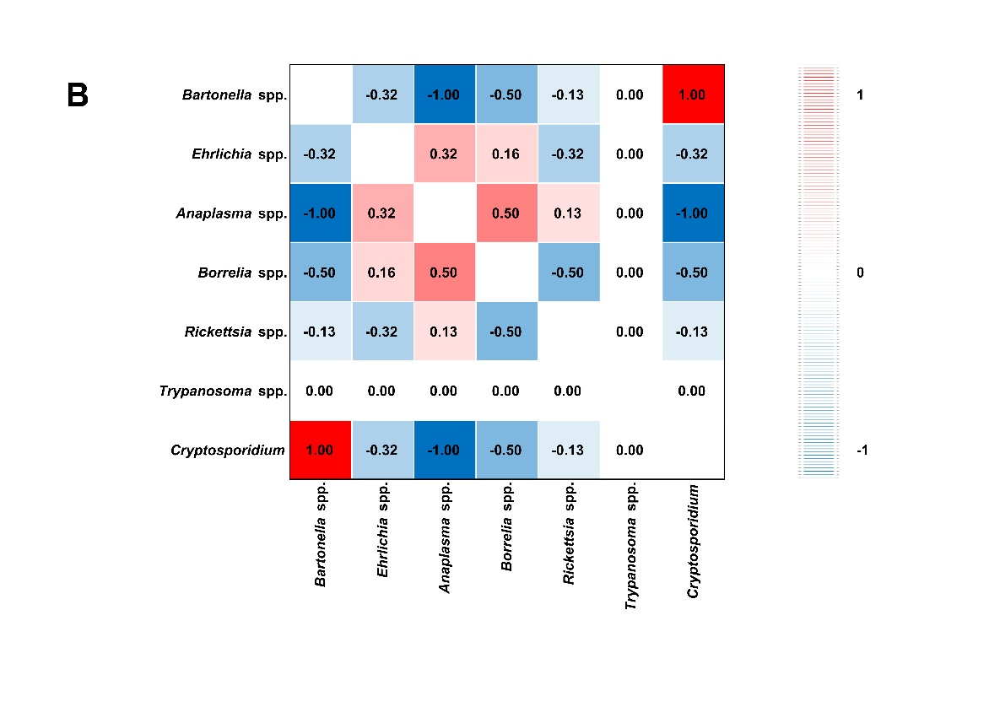 B
Bartonella spp. -0.32 -1.00 -0.50 -0.13 0.00 1.00
Ehrlichia spp. -0.32 0.32 0.16 -0.32 0.00 -0.32
Anaplasma spp. -1.00 0.32 0.50 0.13 0.00 -1.00
Borrelia spp. -0.50 0.16 0.50 -0.50 0.00 -0.50
Rickettsia spp. -0.13 -0.32 0.13 -0.50 0.00 -0.13
Trypanosoma spp. 0.00 0.00 0.00 0.00 0.00 0.00
Cryptosporidium 1.00 -0.32 -1.00 -0.50 -0.13 0.00
Bartonella spp.
Ehrlichia spp.
Anaplasma spp.
Borrelia spp.
Rickettsia spp.
Trypanosoma spp.
Cryptosporidium
1
0
-1